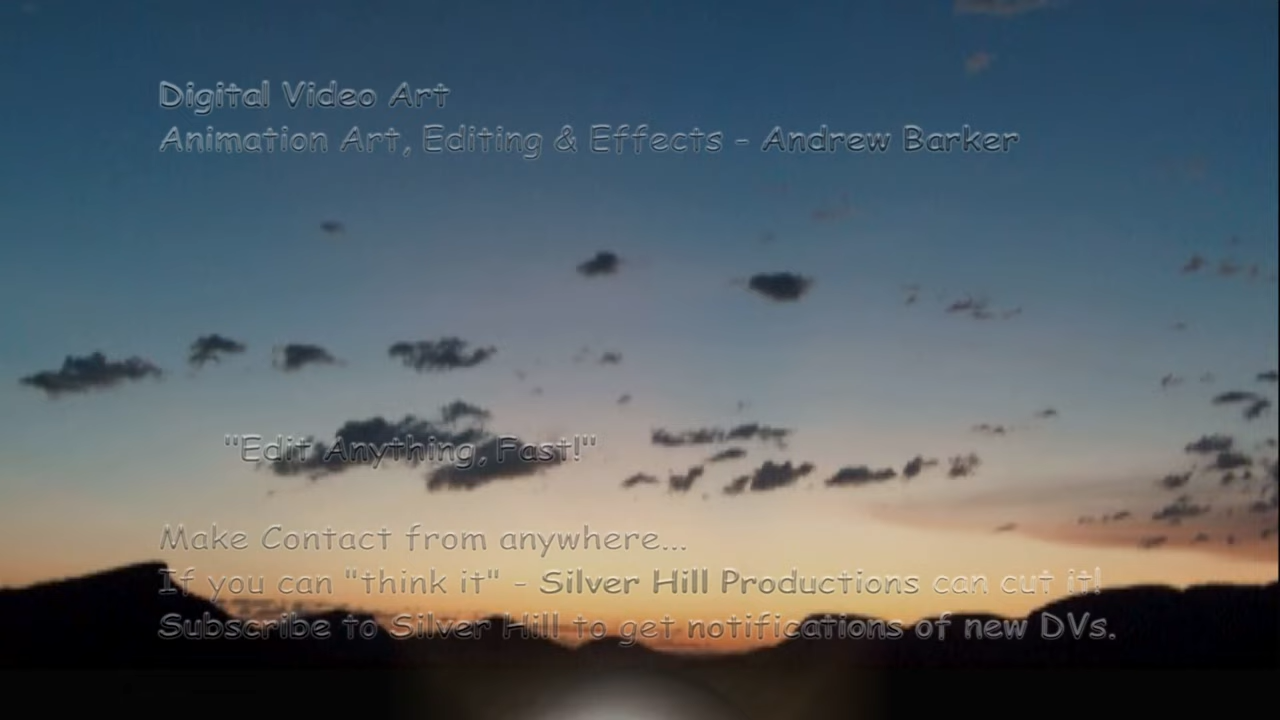 Digital Video Art
Animation Art, Editing & Effects - Andrew Barker
"Edit Anything, Fast!"
Make Contact from anywhere...
If you can "think it" - Silver Hill Productions can cut it!
Subscribe to Silver Hill to get notifications of new DVs.